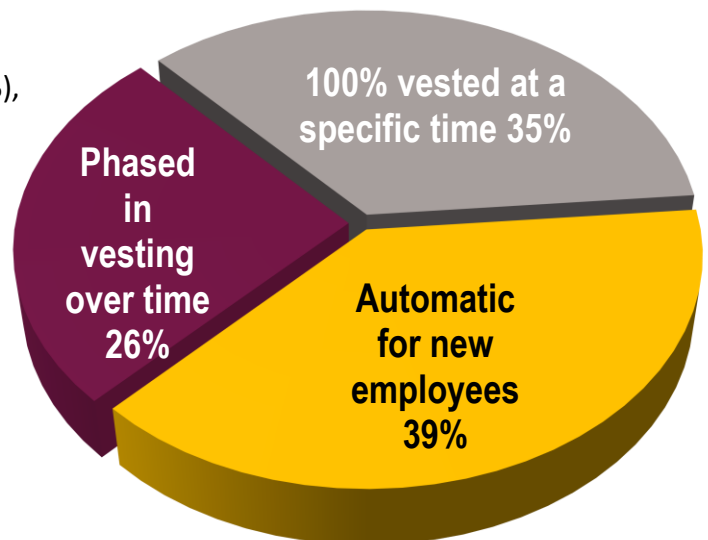 ),
100% vested at a
specific time 35%
Phased
in
vesting
over time
26%
Automatic
for new
employees
39%